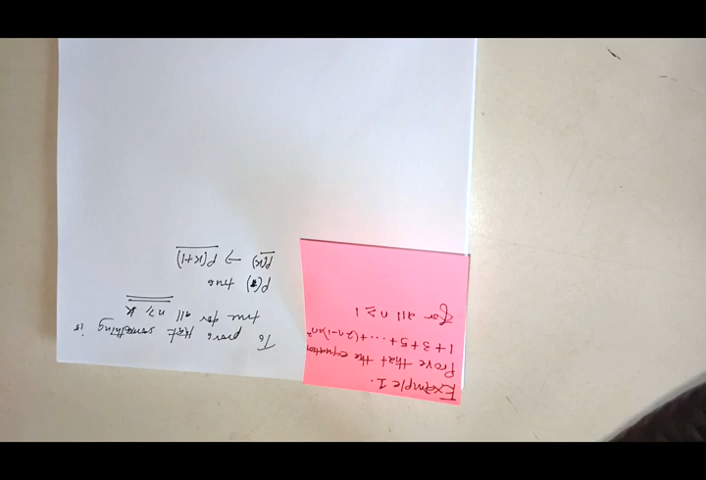 Example 1.
Prove that the equation
1+3+5+...+(2n-1)=n²
for all n ≥ 1
To prove that something is
true for all n ≥ k
P( ) true
P(k) → P(k+1)